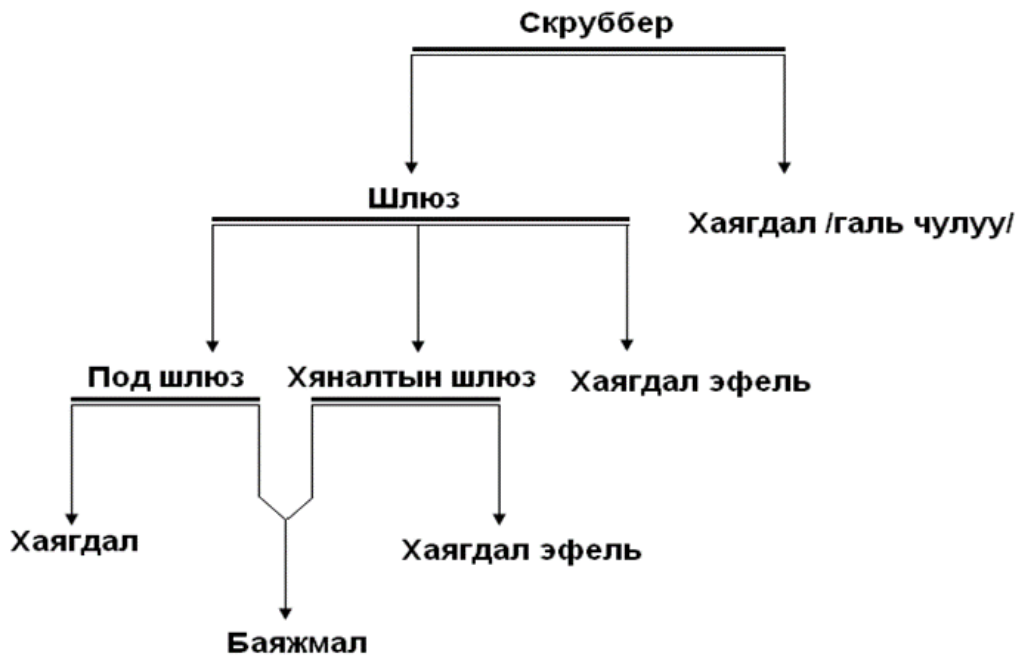 Скруббер
Шлюз
Хаягдал /галь чулуу/
Под шлюз
Хяналтын шлюз
Хаягдал эфель
Хаягдал
Хаягдал эфель
Баяжмал